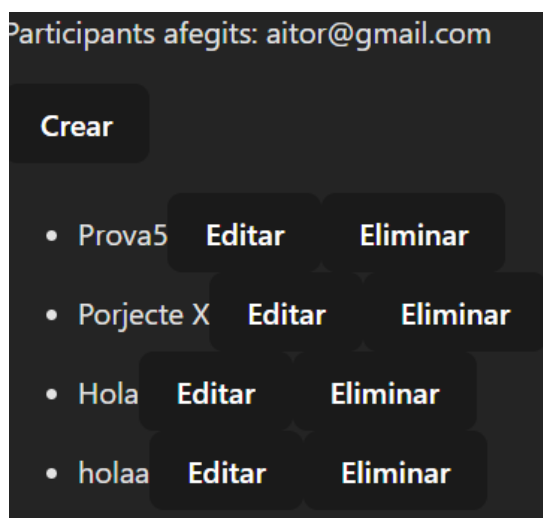 Participants afegits: aitor@gmail.com
Crear
Prova5 Editar Eliminar
Porjecte X Editar Eliminar
Hola Editar Eliminar
holaa Editar Eliminar